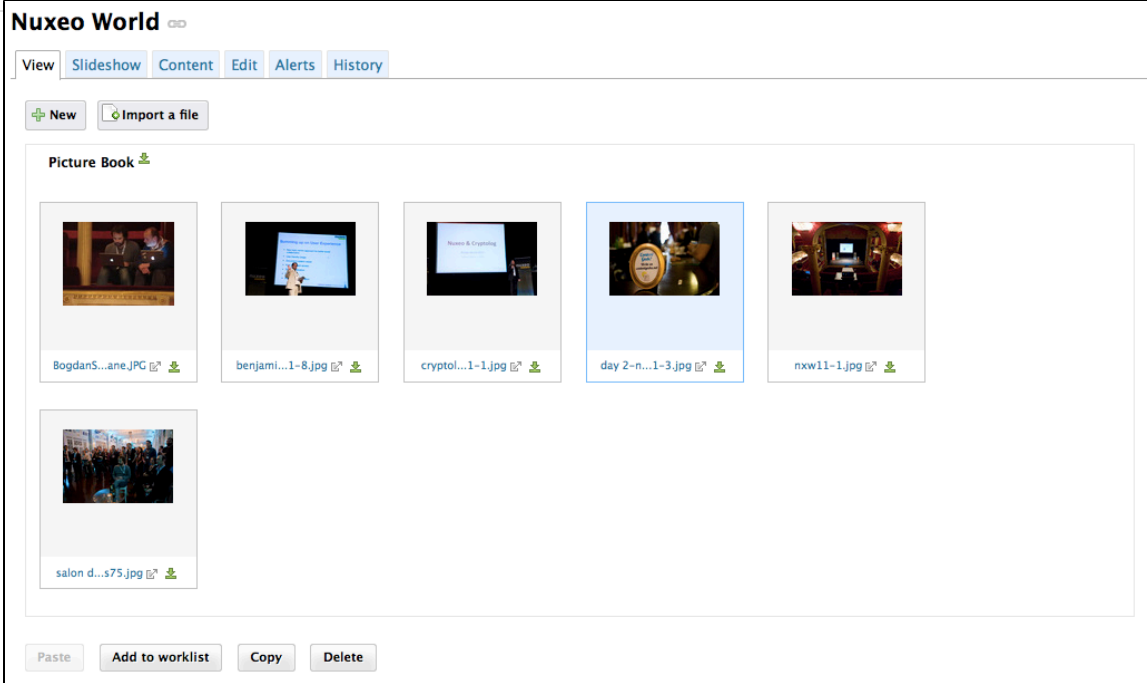 Nuxeo World
View Slideshow Content Edit Alerts History
New Import a file
Picture Book
Nuxeo & Cryptolog
BogdanS...ane.JPG benjami...1-8.jpg cryptol...1-1.jpg day 2-n...1-3.jpg nxw11-1.jpg
salon d...s75.jpg
Paste Add to worklist Copy Delete